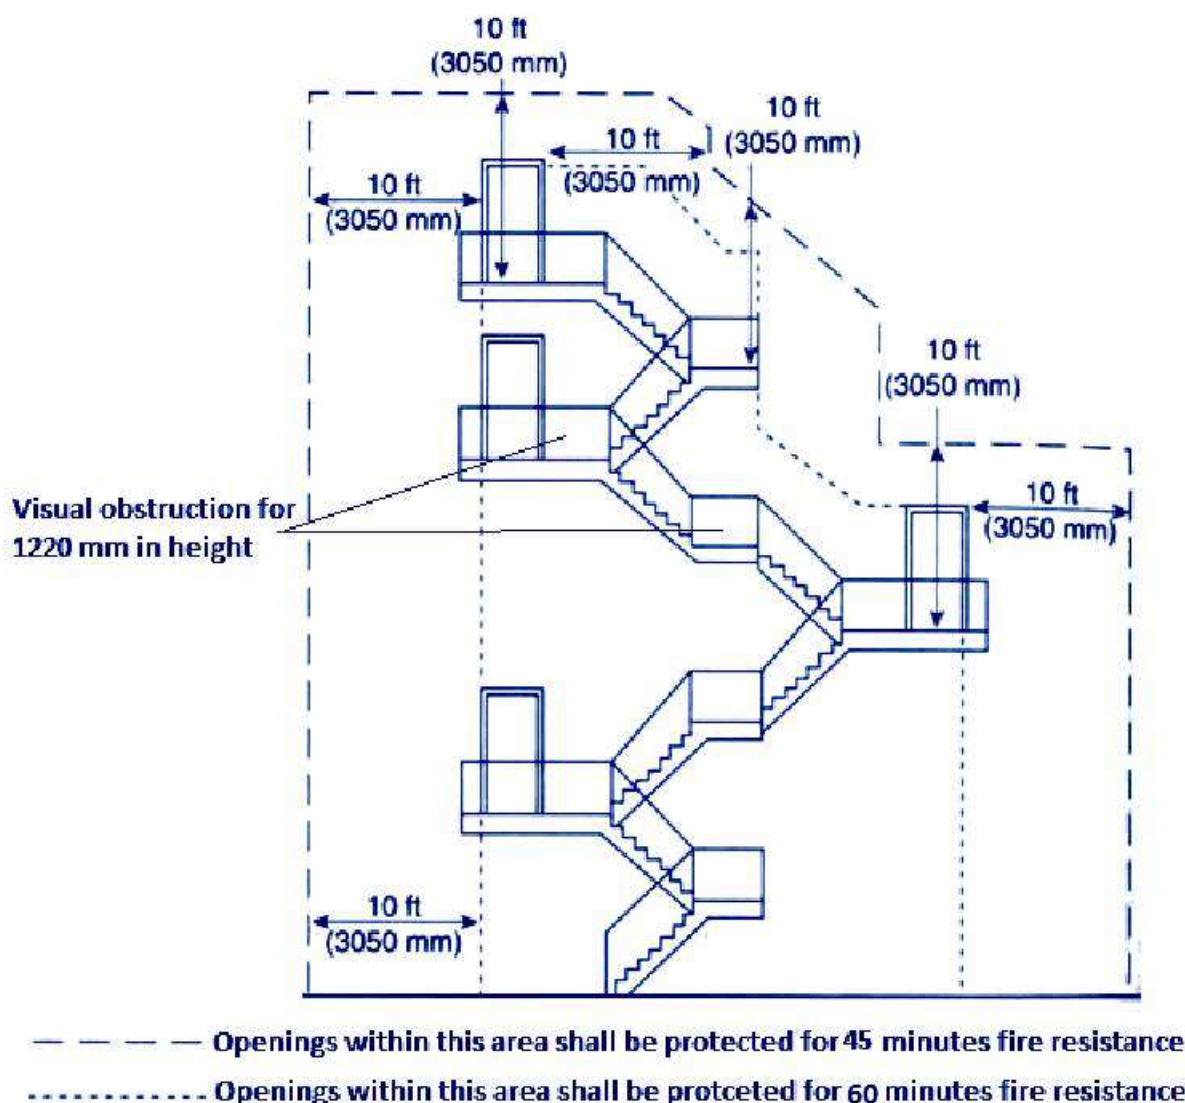 10 ft
(3050 mm)
10 ft
(3050 mm)
10 ft
(3050 mm)
10 ft
(3050 mm)
10 ft
(3050 mm)
10 ft
(3050 mm)
Visual obstruction for
1220 mm in height
10 ft
(3050 mm)
Openings within this area shall be protected for 45 minutes fire resistance
Openings within this area shall be protceted for 60 minutes fire resistance